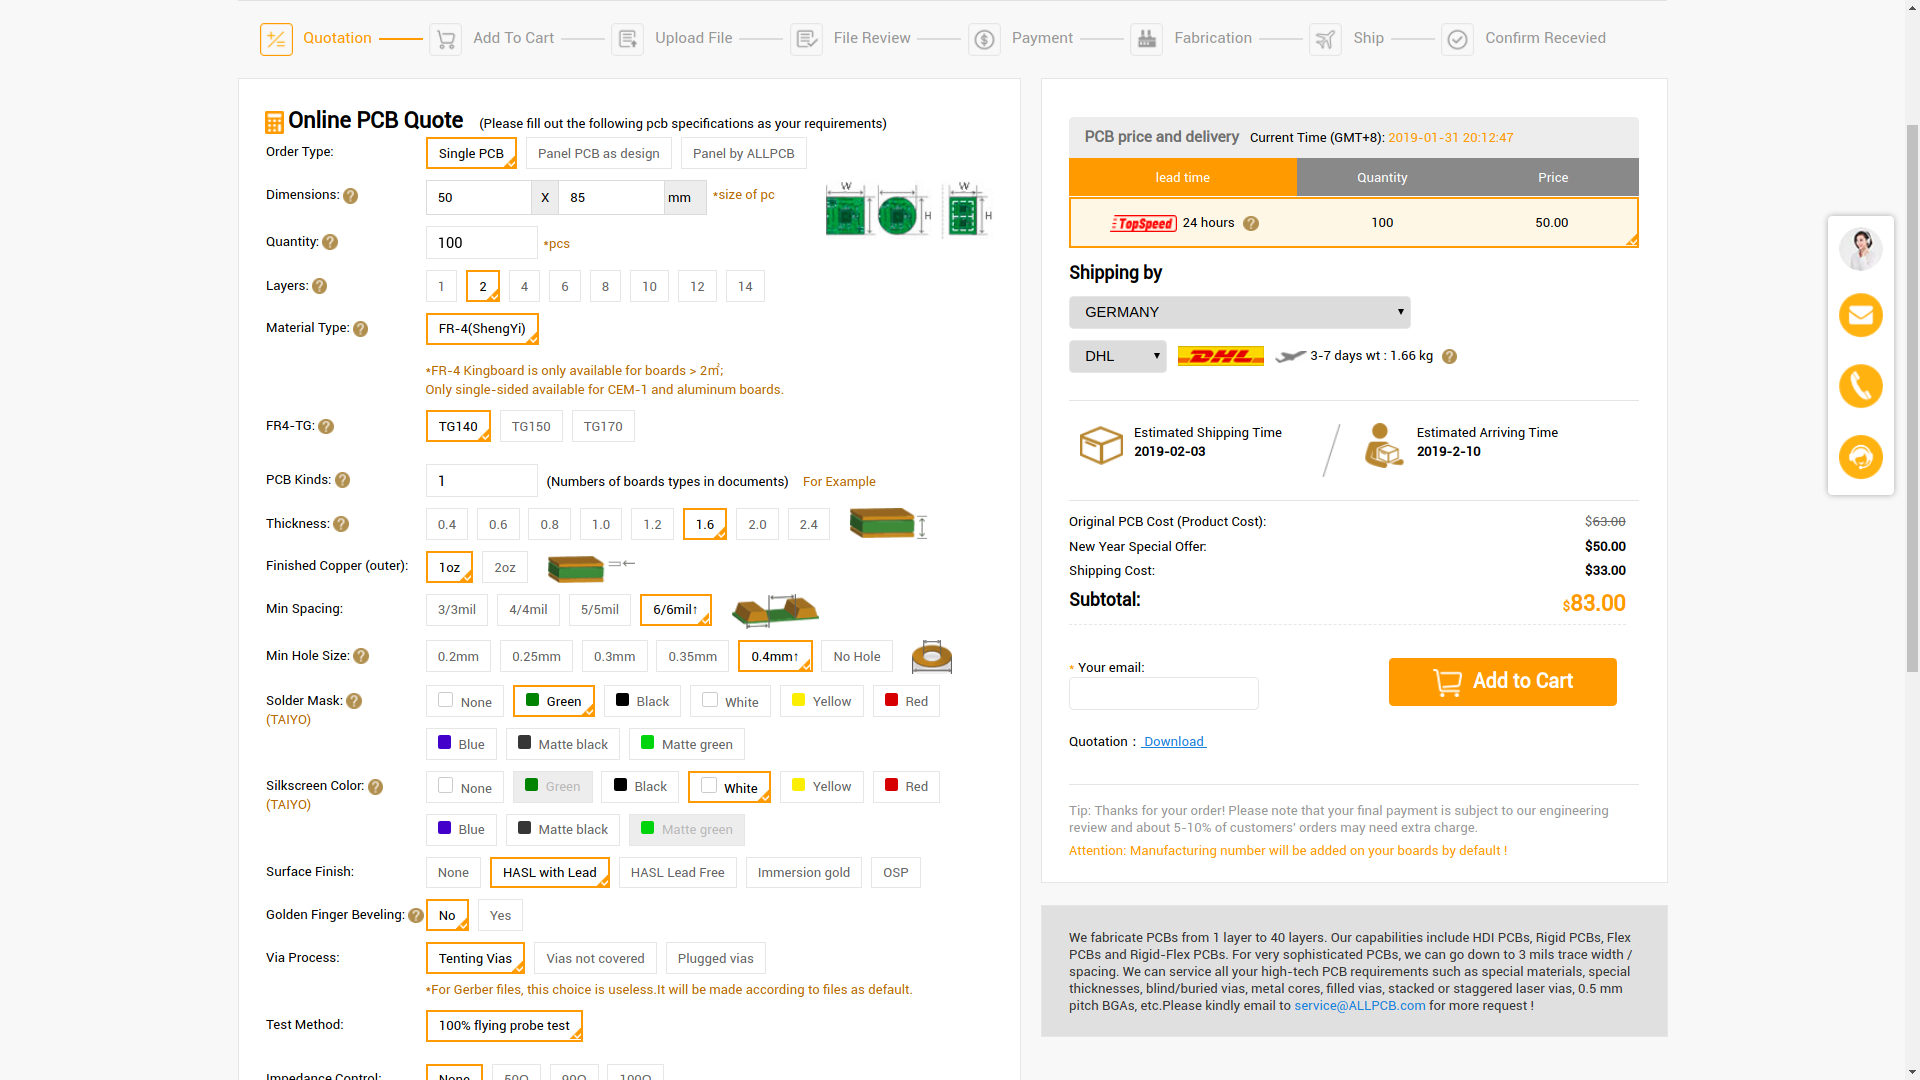 Quotation Add To Cart Upload File File Review Payment Fabrication Ship Confirm Recevied
Online PCB Quote (Please fill out the following pcb specifications as your requirements)
Order Type: Single PCB Panel PCB as design Panel by ALLPCB
Dimensions: ? 50 X 85 mm *size of pc
W H W H
Quantity: ? 100 *pcs
Layers: ? 1 2 4 6 8 10 12 14
Material Type: ? FR-4(ShengYi)
*FR-4 Kingboard is only available for boards > 2㎡;
Only single-sided available for CEM-1 and aluminum boards.
FR4-TG: ? TG140 TG150 TG170
PCB Kinds: ? 1 (Numbers of boards types in documents) For Example
Thickness: ? 0.4 0.6 0.8 1.0 1.2 1.6 2.0 2.4
Finished Copper (outer): 1oz 2oz
Min Spacing: 3/3mil 4/4mil 5/5mil 6/6mil↑
Min Hole Size: ? 0.2mm 0.25mm 0.3mm 0.35mm 0.4mm↑ No Hole
Solder Mask: ? None Green Black White Yellow Red
(TAIYO)
Blue Matte black Matte green
Silkscreen Color: ? None Green Black White Yellow Red
(TAIYO)
Blue Matte black Matte green
Surface Finish: None HASL with Lead HASL Lead Free Immersion gold OSP
Golden Finger Beveling: ? No Yes
Via Process: Tenting Vias Vias not covered Plugged vias
*For Gerber files, this choice is useless.It will be made according to files as default.
Test Method: 100% flying probe test
Impedance Control: None 50Ω 90Ω 100Ω
PCB price and delivery Current Time (GMT+8): 2019-01-31 20:12:47
lead time Quantity Price
TopSpeed 24 hours ? 100 50.00
Shipping by
GERMANY
DHL DHL 3-7 days wt : 1.66 kg ?
Estimated Shipping Time
2019-02-03
Estimated Arriving Time
2019-2-10
Original PCB Cost (Product Cost): $63.00
New Year Special Offer: $50.00
Shipping Cost: $33.00
Subtotal: $83.00
* Your email:
Add to Cart
Quotation： Download
Tip: Thanks for your order! Please note that your final payment is subject to our engineering
review and about 5-10% of customers' orders may need extra charge.
Attention: Manufacturing number will be added on your boards by default !
We fabricate PCBs from 1 layer to 40 layers. Our capabilities include HDI PCBs, Rigid PCBs, Flex
PCBs and Rigid-Flex PCBs. For very sophisticated PCBs, we can go down to 3 mils trace width /
spacing. We can service all your high-tech PCB requirements such as special materials, special
thicknesses, blind/buried vias, metal cores, filled vias, stacked or staggered laser vias, 0.5 mm
pitch BGAs, etc.Please kindly email to service@ALLPCB.com for more request !